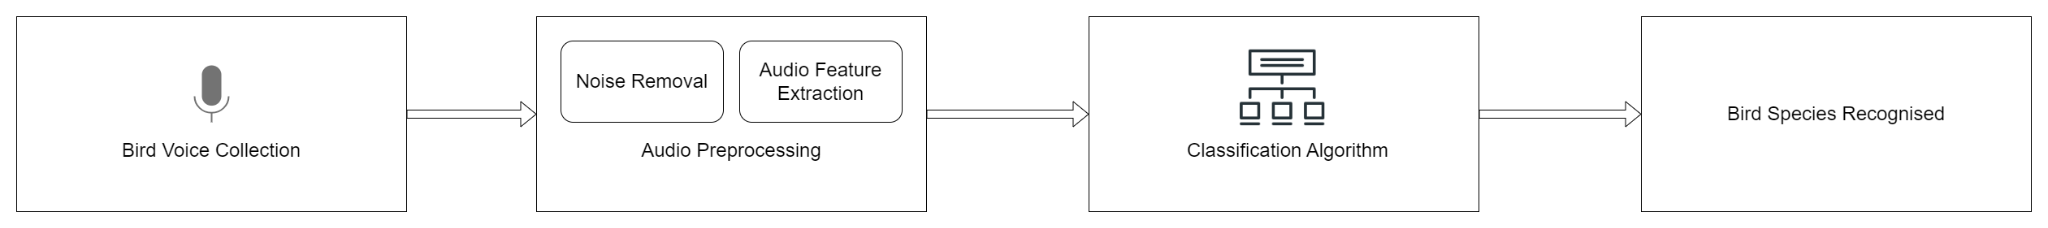 Bird Voice Collection
Noise Removal
Audio Feature
Extraction
Audio Preprocessing
Classification Algorithm
Bird Species Recognised